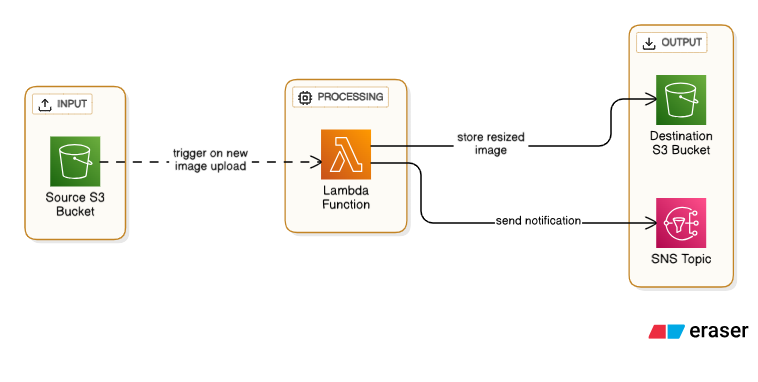 INPUT
Source S3
Bucket
trigger on new
image upload
PROCESSING
Lambda
Function
store resized
image
send notification
OUTPUT
Destination
S3 Bucket
SNS Topic
eraser